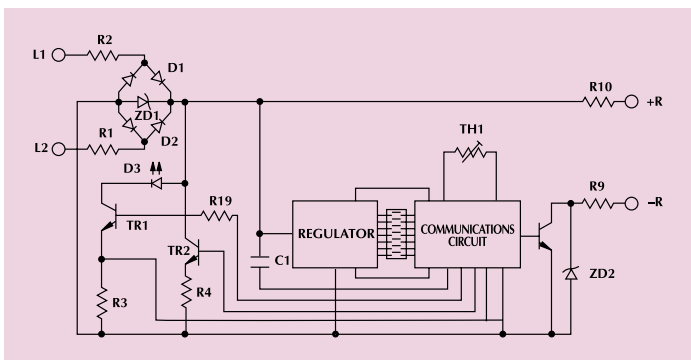 L1
R2
D1
ZD1
R10
+R
TH1
L2
R1
D2
D3
R19
R9
−R
TR1
REGULATOR
COMMUNICATIONS
CIRCUIT
TR2
C1
ZD2
R3
R4